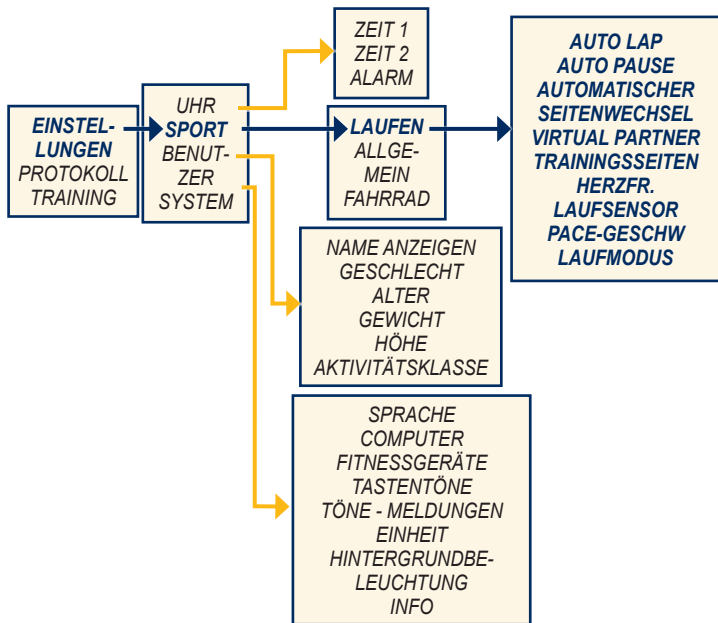 EINSTEL-
LUNGEN
PROTOKOLL
TRAINING
UHR
SPORT
BENUT-
ZER
SYSTEM
ZEIT 1
ZEIT 2
ALARM
LAUFEN
ALLGE-
MEIN
FAHRRAD
AUTO LAP
AUTO PAUSE
AUTOMATISCHER
SEITENWECHSEL
VIRTUAL PARTNER
TRAININGSSEITEN
HERZFR.
LAUFSENSOR
PACE-GESCHW
LAUFMODUS
NAME ANZEIGEN
GESCHLECHT
ALTER
GEWICHT
HÖHE
AKTIVITÄTSKLASSE
SPRACHE
COMPUTER
FITNESSGERÄTE
TASTENTÖNE
TÖNE - MELDUNGEN
EINHEIT
HINTERGRUNDBE-
LEUCHTUNG
INFO